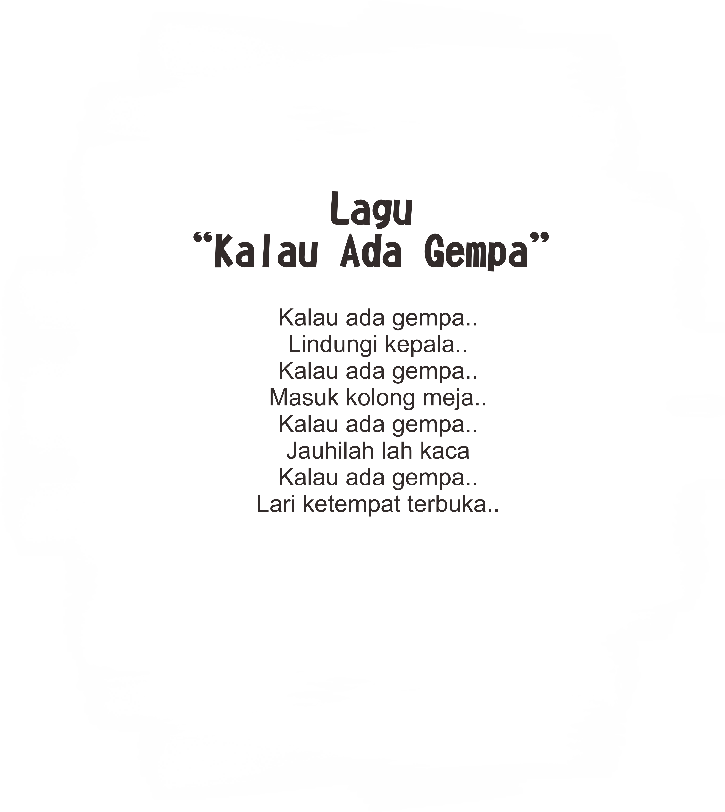 Lagu
“Kalau Ada Gempa”
Kalau ada gempa..
Lindungi kepala..
Kalau ada gempa..
Masuk kolong meja..
Kalau ada gempa..
Jauhilah lah kaca
Kalau ada gempa..
Lari ketempat terbuka..